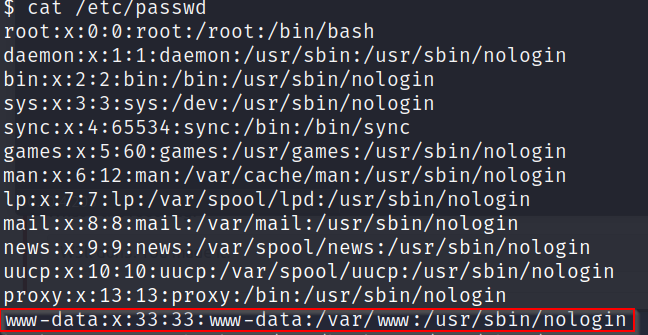 $ cat /etc/passwd
root:x:0:0:root:/root:/bin/bash
daemon:x:1:1:daemon:/usr/sbin:/usr/sbin/nologin
bin:x:2:2:bin:/bin:/usr/sbin/nologin
sys:x:3:3:sys:/dev:/usr/sbin/nologin
sync:x:4:65534:sync:/bin:/bin/sync
games:x:5:60:games:/usr/games:/usr/sbin/nologin
man:x:6:12:man:/var/cache/man:/usr/sbin/nologin
lp:x:7:7:lp:/var/spool/lpd:/usr/sbin/nologin
mail:x:8:8:mail:/var/mail:/usr/sbin/nologin
news:x:9:9:news:/var/spool/news:/usr/sbin/nologin
uucp:x:10:10:uucp:/var/spool/uucp:/usr/sbin/nologin
proxy:x:13:13:proxy:/bin:/usr/sbin/nologin
www-data:x:33:33:www-data:/var/www:/usr/sbin/nologin